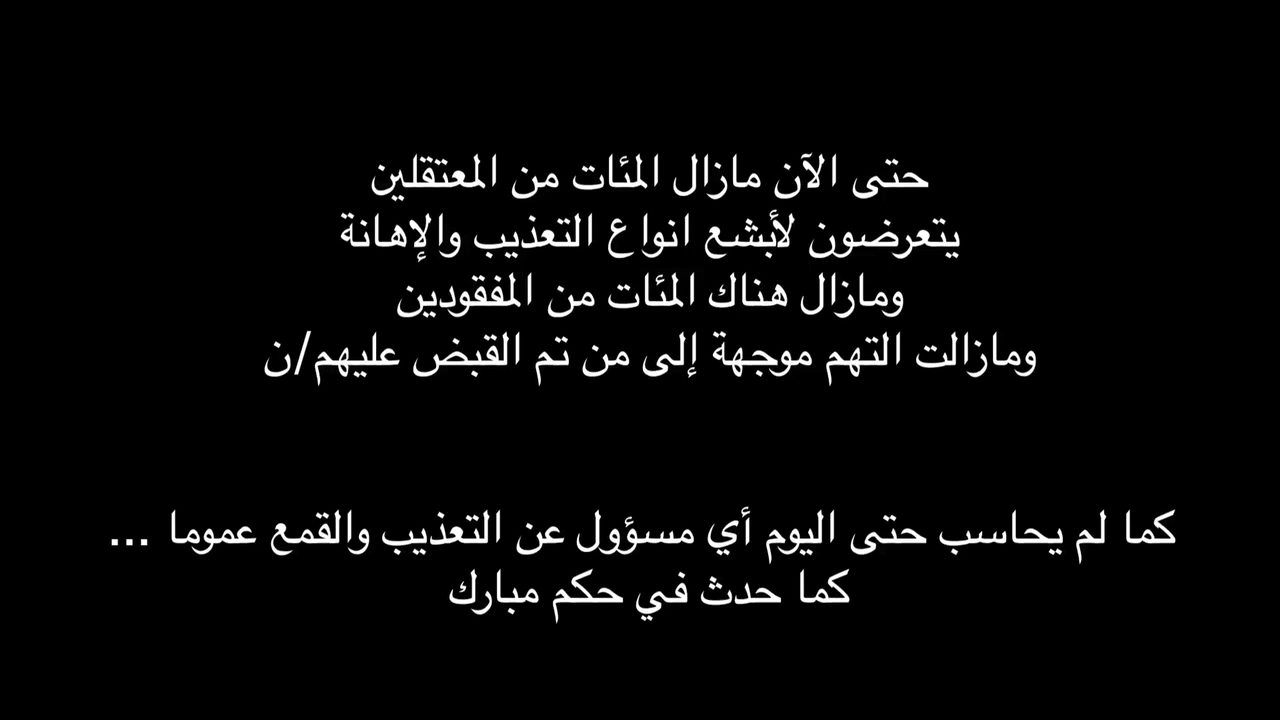 حتى الآن مازال المئات من المعتقلين
يتعرضون لأبشع انواع التعذيب والإهانة
ومازال هناك المئات من المفقودين
ومازالت التهم موجهة إلى من تم القبض عليهم/ن
كما لم يحاسب حتى اليوم أي مسؤول عن التعذيب والقمع عموما ...
كما حدث في حكم مبارك